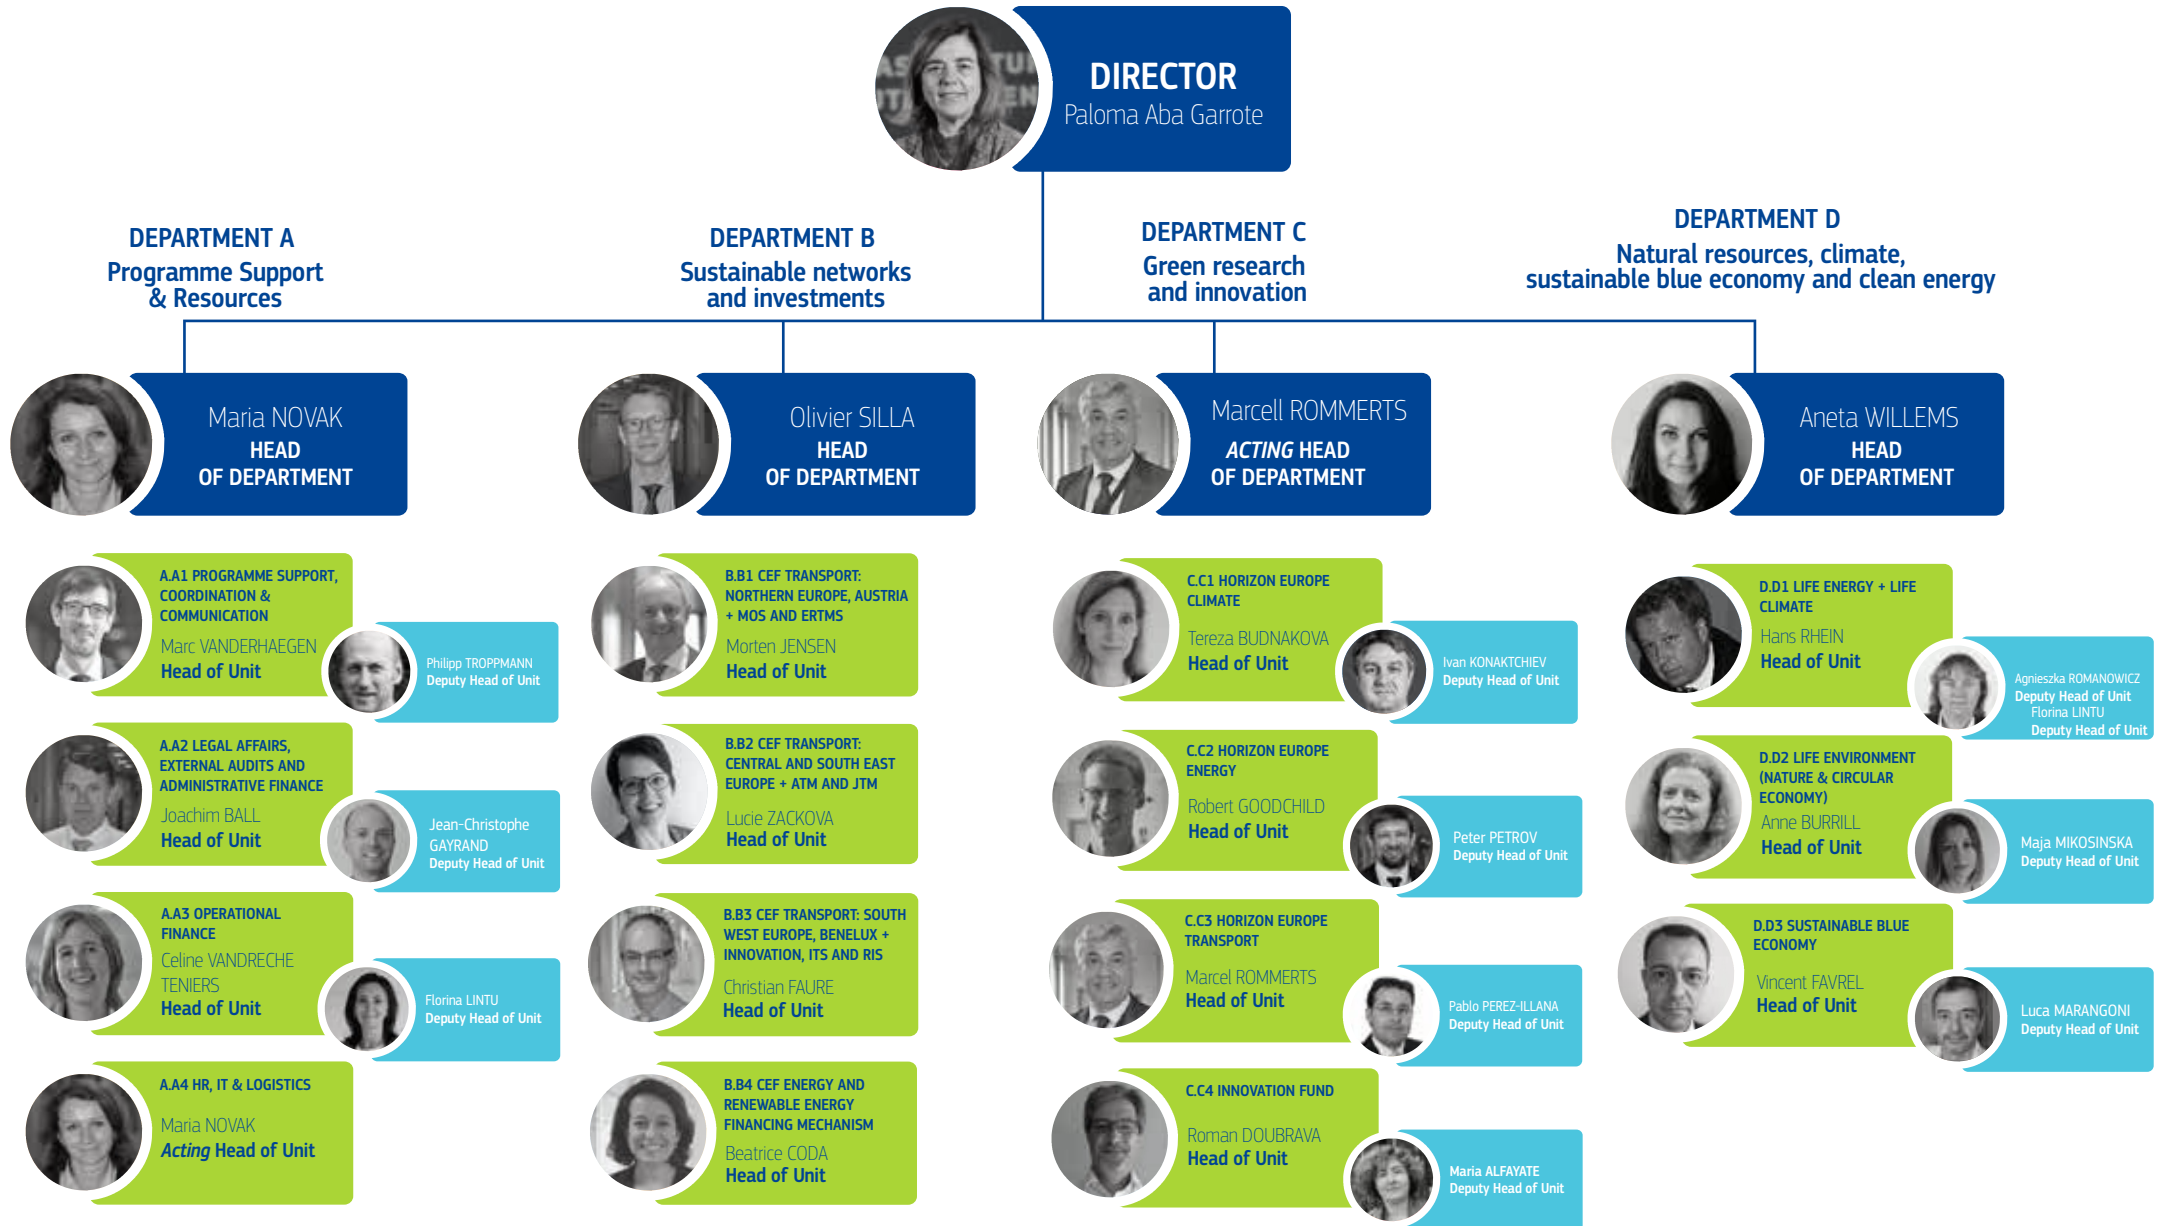 DIRECTOR
Paloma Aba Garrote
DEPARTMENT A
Programme Support
& Resources
DEPARTMENT B
Sustainable networks
and investments
DEPARTMENT C
Green research
and innovation
DEPARTMENT D
Natural resources, climate,
sustainable blue economy and clean energy
Maria NOVAK
HEAD
OF DEPARTMENT
Olivier SILLA
HEAD
OF DEPARTMENT
Marcell ROMMERTS
ACTING HEAD
OF DEPARTMENT
Aneta WILLEMS
HEAD
OF DEPARTMENT
A.A1 PROGRAMME SUPPORT,
COORDINATION &
COMMUNICATION
Marc VANDERHAEGEN
Head of Unit
Philipp TROPPMANN
Deputy Head of Unit
A.A2 LEGAL AFFAIRS,
EXTERNAL AUDITS AND
ADMINISTRATIVE FINANCE
Joachim BALL
Head of Unit
Jean-Christophe
GAYRAND
Deputy Head of Unit
A.A3 OPERATIONAL
FINANCE
Celine VANDRECHE
TENIERS
Head of Unit
Florina LINTU
Deputy Head of Unit
A.A4 HR, IT & LOGISTICS
Maria NOVAK
Acting Head of Unit
B.B1 CEF TRANSPORT:
NORTHERN EUROPE, AUSTRIA
+ MOS AND ERTMS
Morten JENSEN
Head of Unit
B.B2 CEF TRANSPORT:
CENTRAL AND SOUTH EAST
EUROPE + ATM AND JTM
Lucie ZACKOVA
Head of Unit
B.B3 CEF TRANSPORT: SOUTH
WEST EUROPE, BENELUX +
INNOVATION, ITS AND RIS
Christian FAURE
Head of Unit
B.B4 CEF ENERGY AND
RENEWABLE ENERGY
FINANCING MECHANISM
Beatrice CODA
Head of Unit
C.C1 HORIZON EUROPE
CLIMATE
Tereza BUDNAKOVA
Head of Unit
Ivan KONAKTCHIEV
Deputy Head of Unit
C.C2 HORIZON EUROPE
ENERGY
Robert GOODCHILD
Head of Unit
Peter PETROV
Deputy Head of Unit
C.C3 HORIZON EUROPE
TRANSPORT
Marcel ROMMERTS
Head of Unit
Pablo PEREZ-ILLANA
Deputy Head of Unit
C.C4 INNOVATION FUND
Roman DOUBRAVA
Head of Unit
Maria ALFAYATE
Deputy Head of Unit
D.D1 LIFE ENERGY + LIFE
CLIMATE
Hans RHEIN
Head of Unit
Agnieszka ROMANOWICZ
Deputy Head of Unit
Florina LINTU
Deputy Head of Unit
D.D2 LIFE ENVIRONMENT
(NATURE & CIRCULAR
ECONOMY)
Anne BURRILL
Head of Unit
Maja MIKOSINSKA
Deputy Head of Unit
D.D3 SUSTAINABLE BLUE
ECONOMY
Vincent FAVREL
Head of Unit
Luca MARANGONI
Deputy Head of Unit